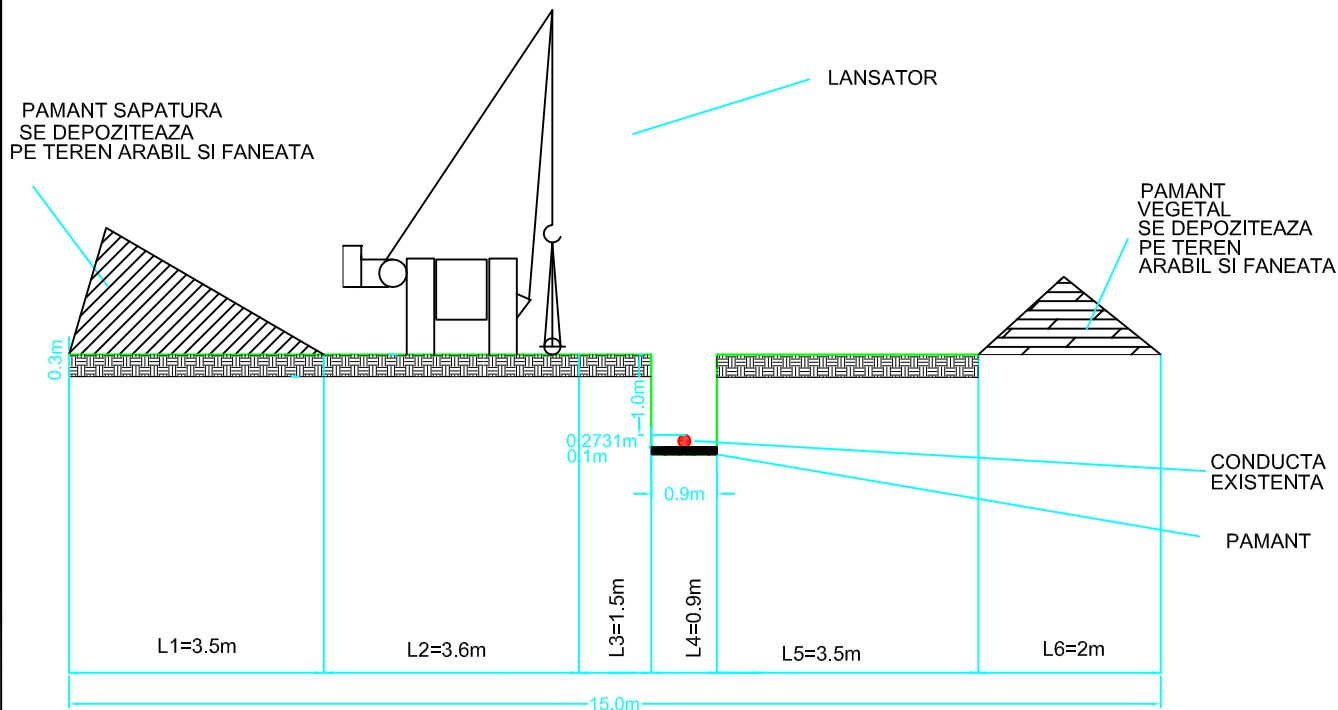 LANSATOR
PAMANT SAPATURA
SE DEPOZITEAZA
PE TEREN ARABIL SI FANEATA
PAMANT
VEGETAL
SE DEPOZITEAZA
PE TEREN
ARABIL SI FANEATA
0.3m
1.0m
0.2731m
0.1m
0.9m
CONDUCTA
EXISTENTA
PAMANT
L1=3.5m
L2=3.6m
L3=1.5m
L4=0.9m
L5=3.5m
L6=2m
15.0m